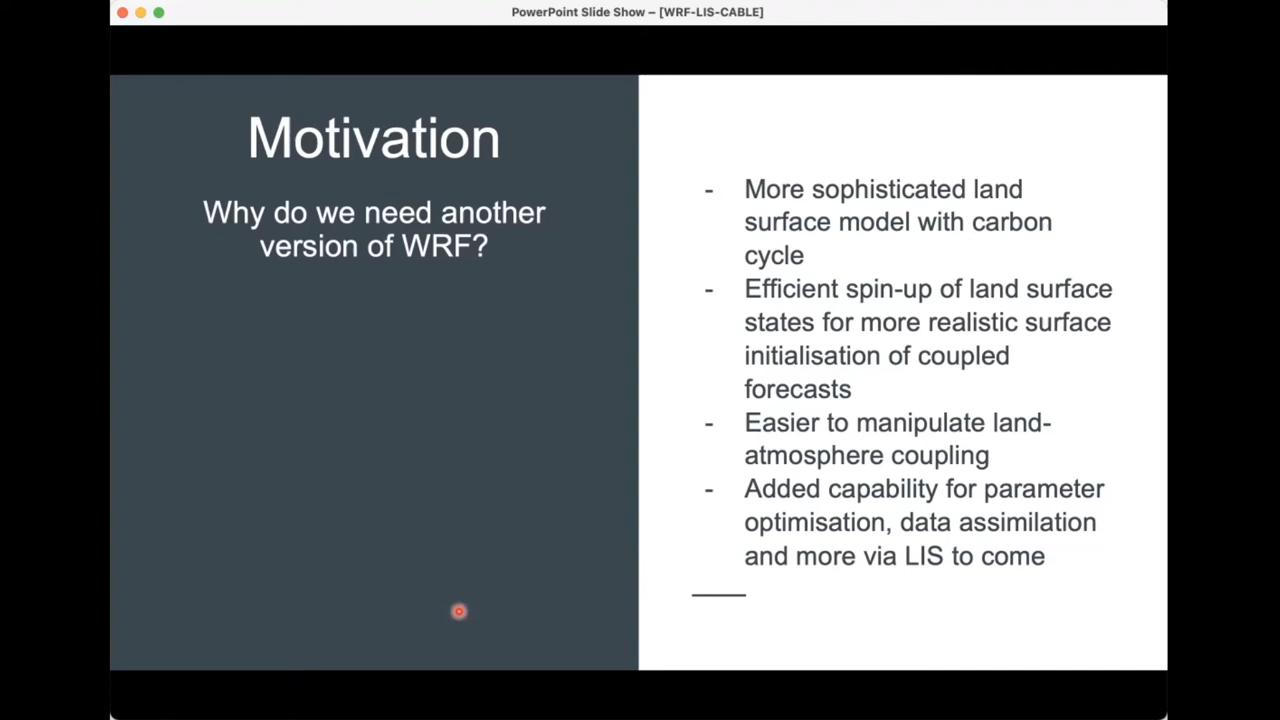 PowerPoint Slide Show – [WRF-LIS-CABLE]
Motivation
Why do we need another
version of WRF?
- More sophisticated land
surface model with carbon
cycle
- Efficient spin-up of land surface
states for more realistic surface
initialisation of coupled
forecasts
- Easier to manipulate land-
atmosphere coupling
- Added capability for parameter
optimisation, data assimilation
and more via LIS to come